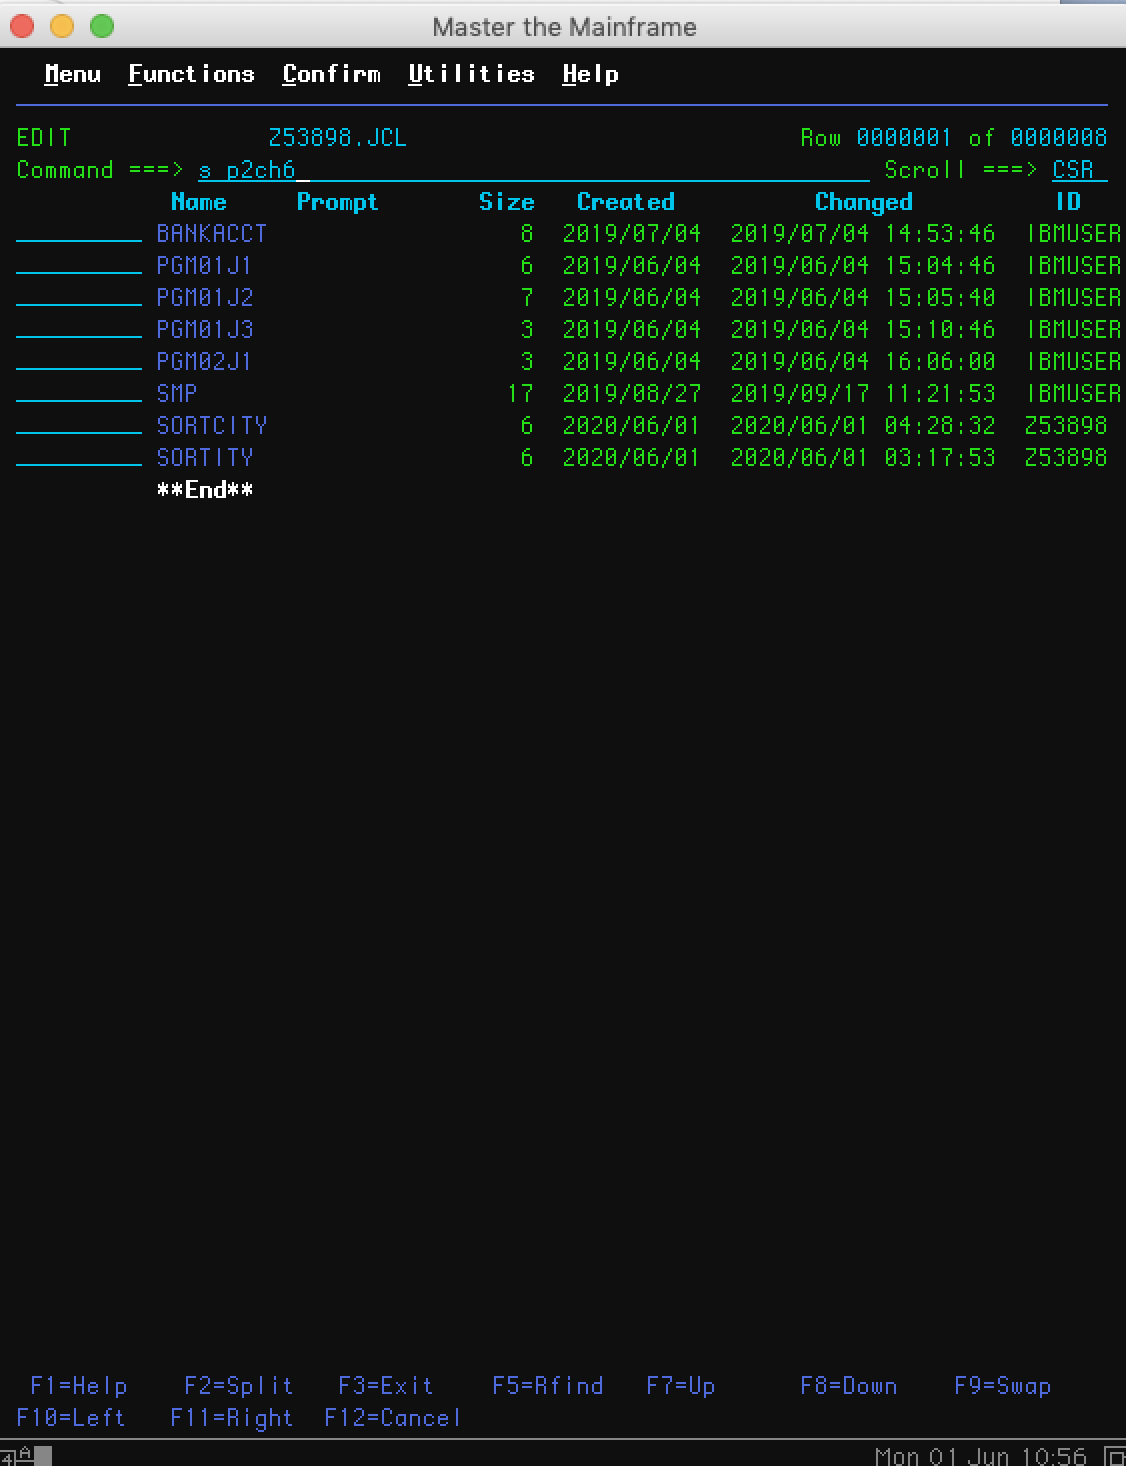 Master the Mainframe
Menu Functions Confirm Utilities Help
EDIT Z53898.JCL Row 0000001 of 0000008
Command ===> s p2ch6_ Scroll ===> CSR
Name Prompt Size Created Changed ID
BANKACCT 8 2019/07/04 2019/07/04 14:53:46 IBMUSER
PGM01J1 6 2019/06/04 2019/06/04 15:04:46 IBMUSER
PGM01J2 7 2019/06/04 2019/06/04 15:05:40 IBMUSER
PGM01J3 3 2019/06/04 2019/06/04 15:10:46 IBMUSER
PGM02J1 3 2019/06/04 2019/06/04 16:06:00 IBMUSER
SMP 17 2019/08/27 2019/09/17 11:21:53 IBMUSER
SORTCITY 6 2020/06/01 2020/06/01 04:28:32 Z53898
SORTITY 6 2020/06/01 2020/06/01 03:17:53 Z53898
**End**
F1=Help F2=Split F3=Exit F5=Rfind F7=Up F8=Down F9=Swap
F10=Left F11=Right F12=Cancel
4 A Mon 01 Jun 10:56